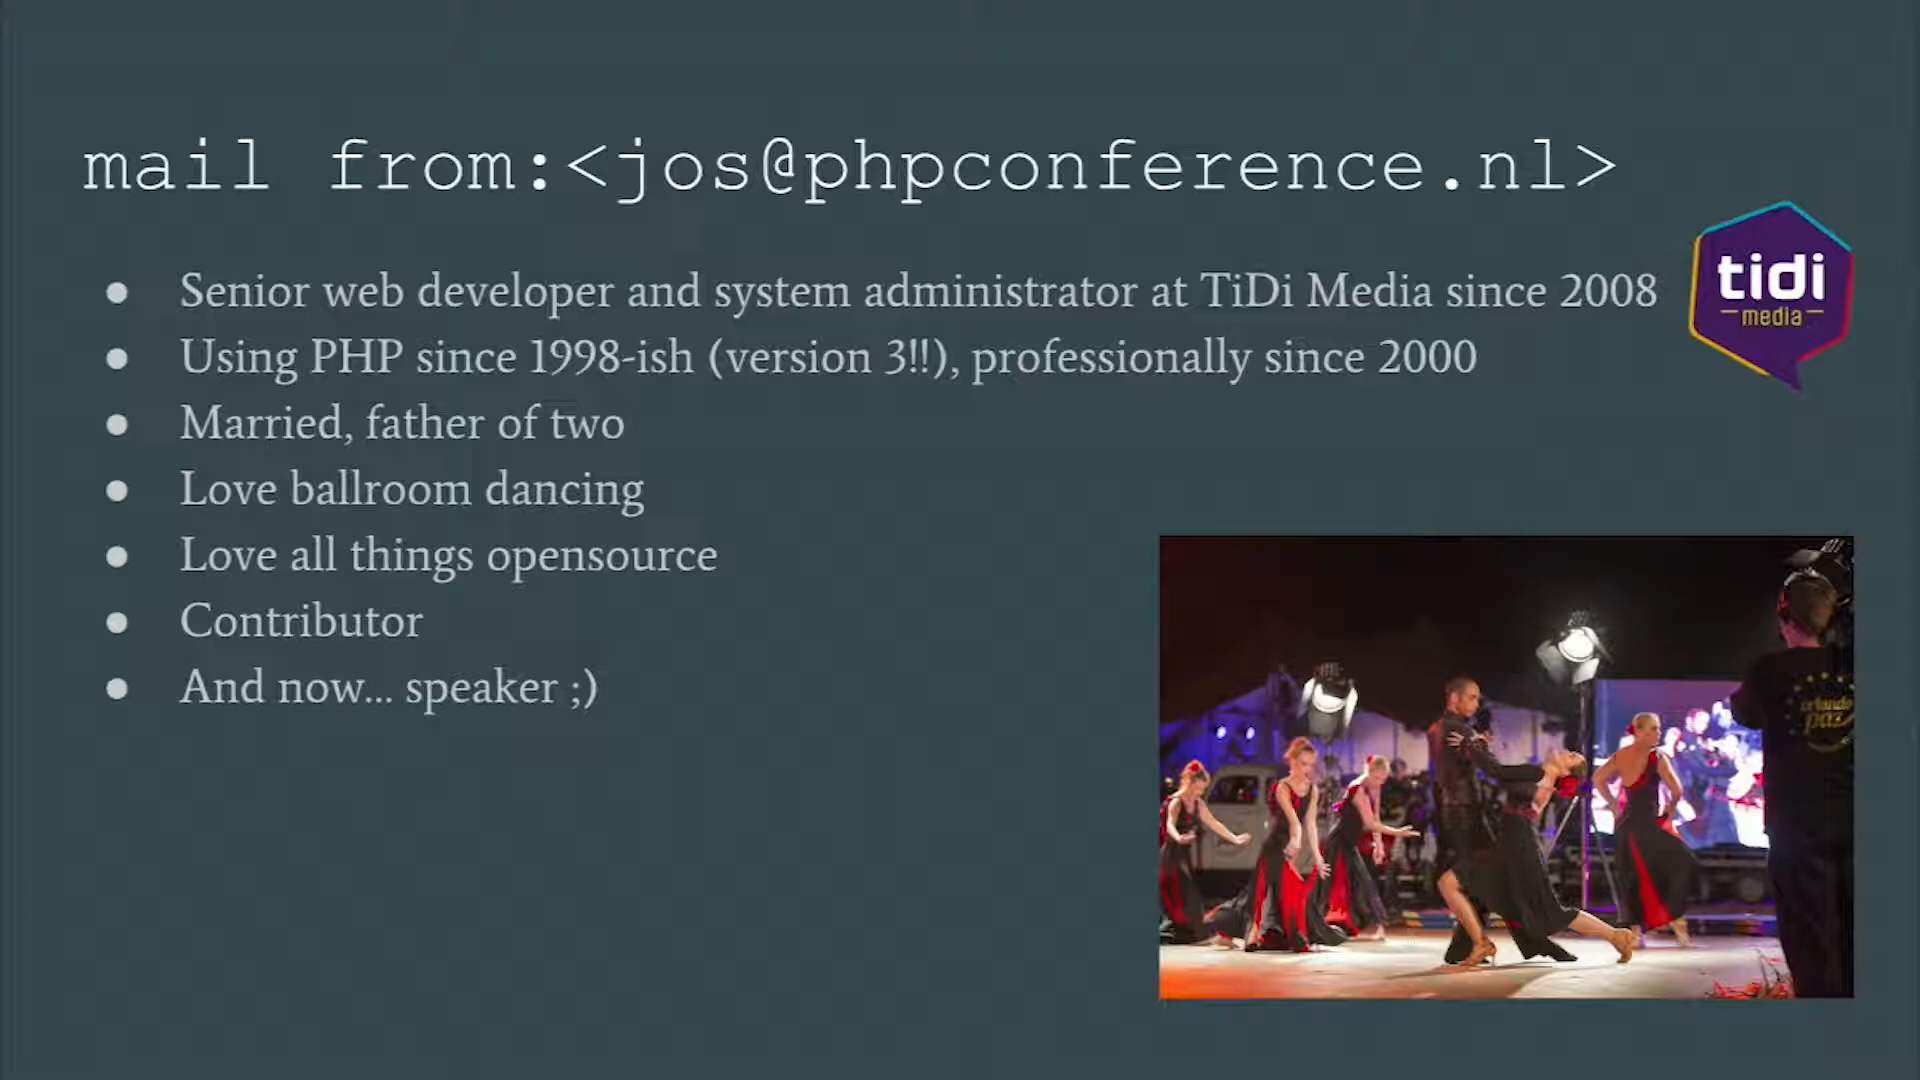 mail from:<jos@phpconference.nl>
● Senior web developer and system administrator at TiDi Media since 2008
● Using PHP since 1998-ish (version 3!!), professionally since 2000
● Married, father of two
● Love ballroom dancing
● Love all things opensource
● Contributor
● And now... speaker ;)
tidi
media
orlando
paz